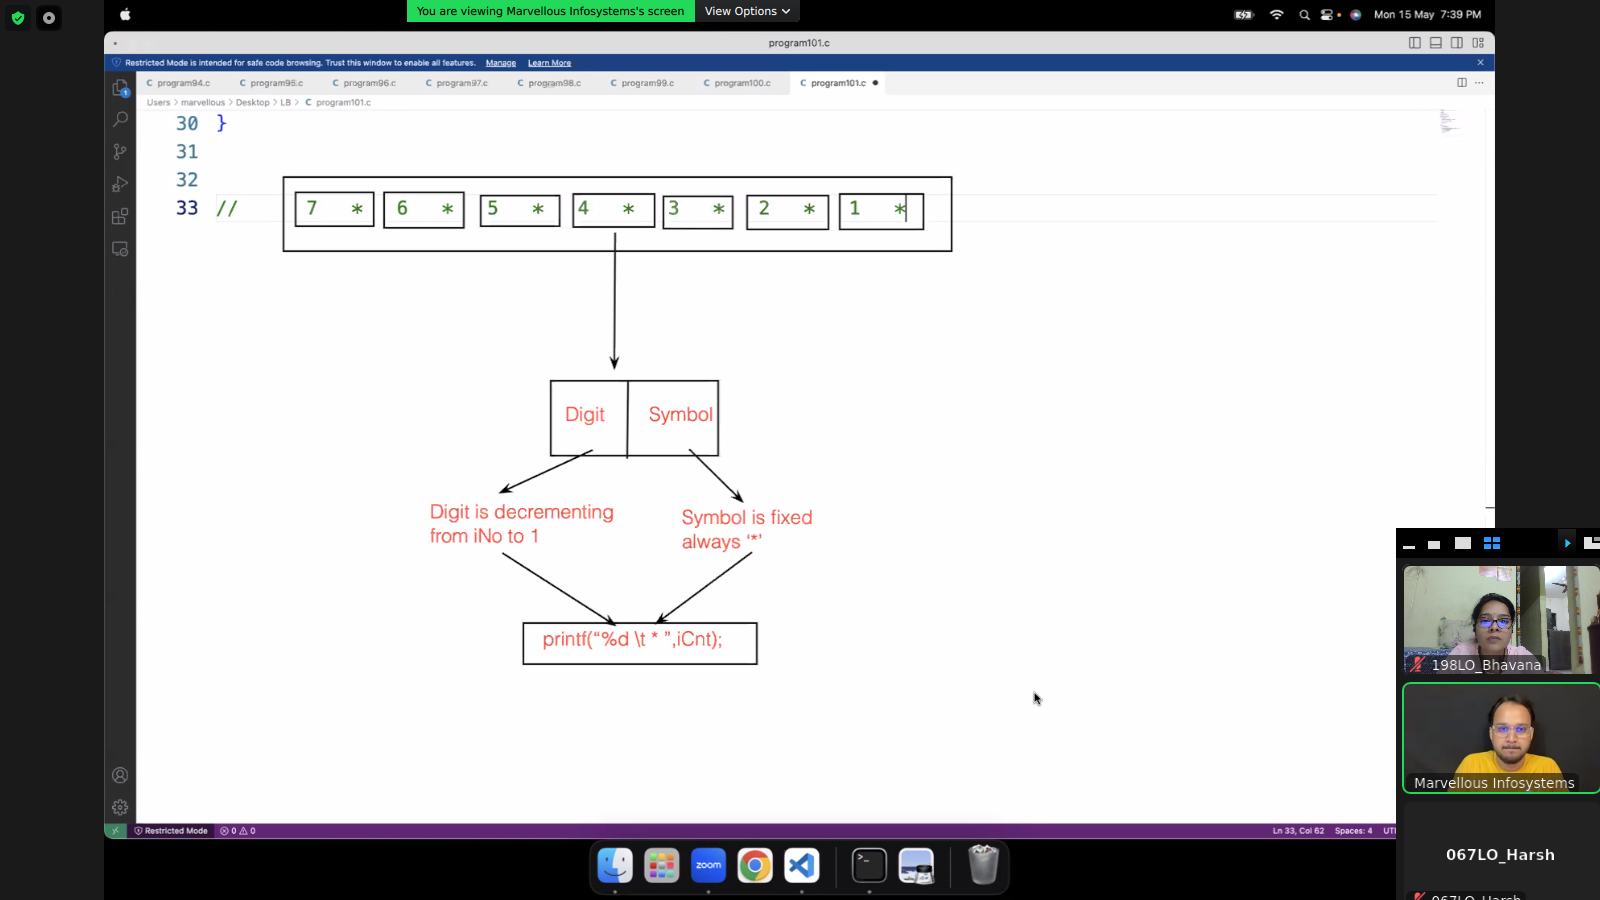 You are viewing Marvellous Infosystems's screen View Options
Mon 15 May 7:39 PM
program101.c
Restricted Mode is intended for safe code browsing. Trust this window to enable all features. Manage Learn More
program94.c program95.c program96.c program97.c program98.c program99.c program100.c program101.c
Users > marvellous > Desktop > LB > C program101.c
30 }
31
32
33 // 7 * 6 * 5 * 4 * 3 * 2 * 1 *
Digit Symbol
Digit is decrementing
from iNo to 1
Symbol is fixed
always ‘*’
printf(“%d \t * ”,iCnt);
198LO_Bhavana
Marvellous Infosystems
067LO_Harsh
067LO_Harsh
Restricted Mode 0 0 Ln 33, Col 62 Spaces: 4
zoom